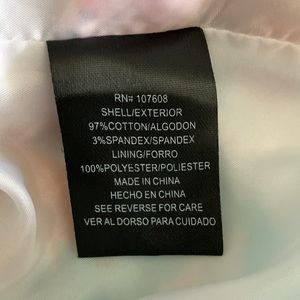 RN# 107608
SHELL/EXTERIOR
97%COTTON/ALGODON
3%SPANDEX/SPANDEX
LINING/FORRO
100%POLYESTER/POLIESTER
MADE IN CHINA
HECHO EN CHINA
SEE REVERSE FOR CARE
VER AL DORSO PARA CUIDADO